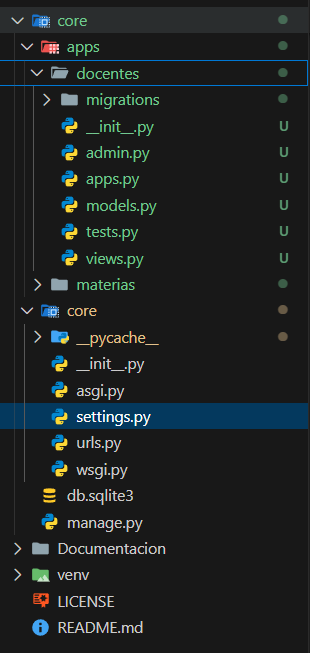 core
apps
docentes
migrations
__init__.py U
admin.py U
apps.py U
models.py U
tests.py U
views.py U
materias
core
__pycache__
__init__.py
asgi.py
settings.py
urls.py
wsgi.py
db.sqlite3
manage.py
Documentacion
venv
LICENSE
README.md